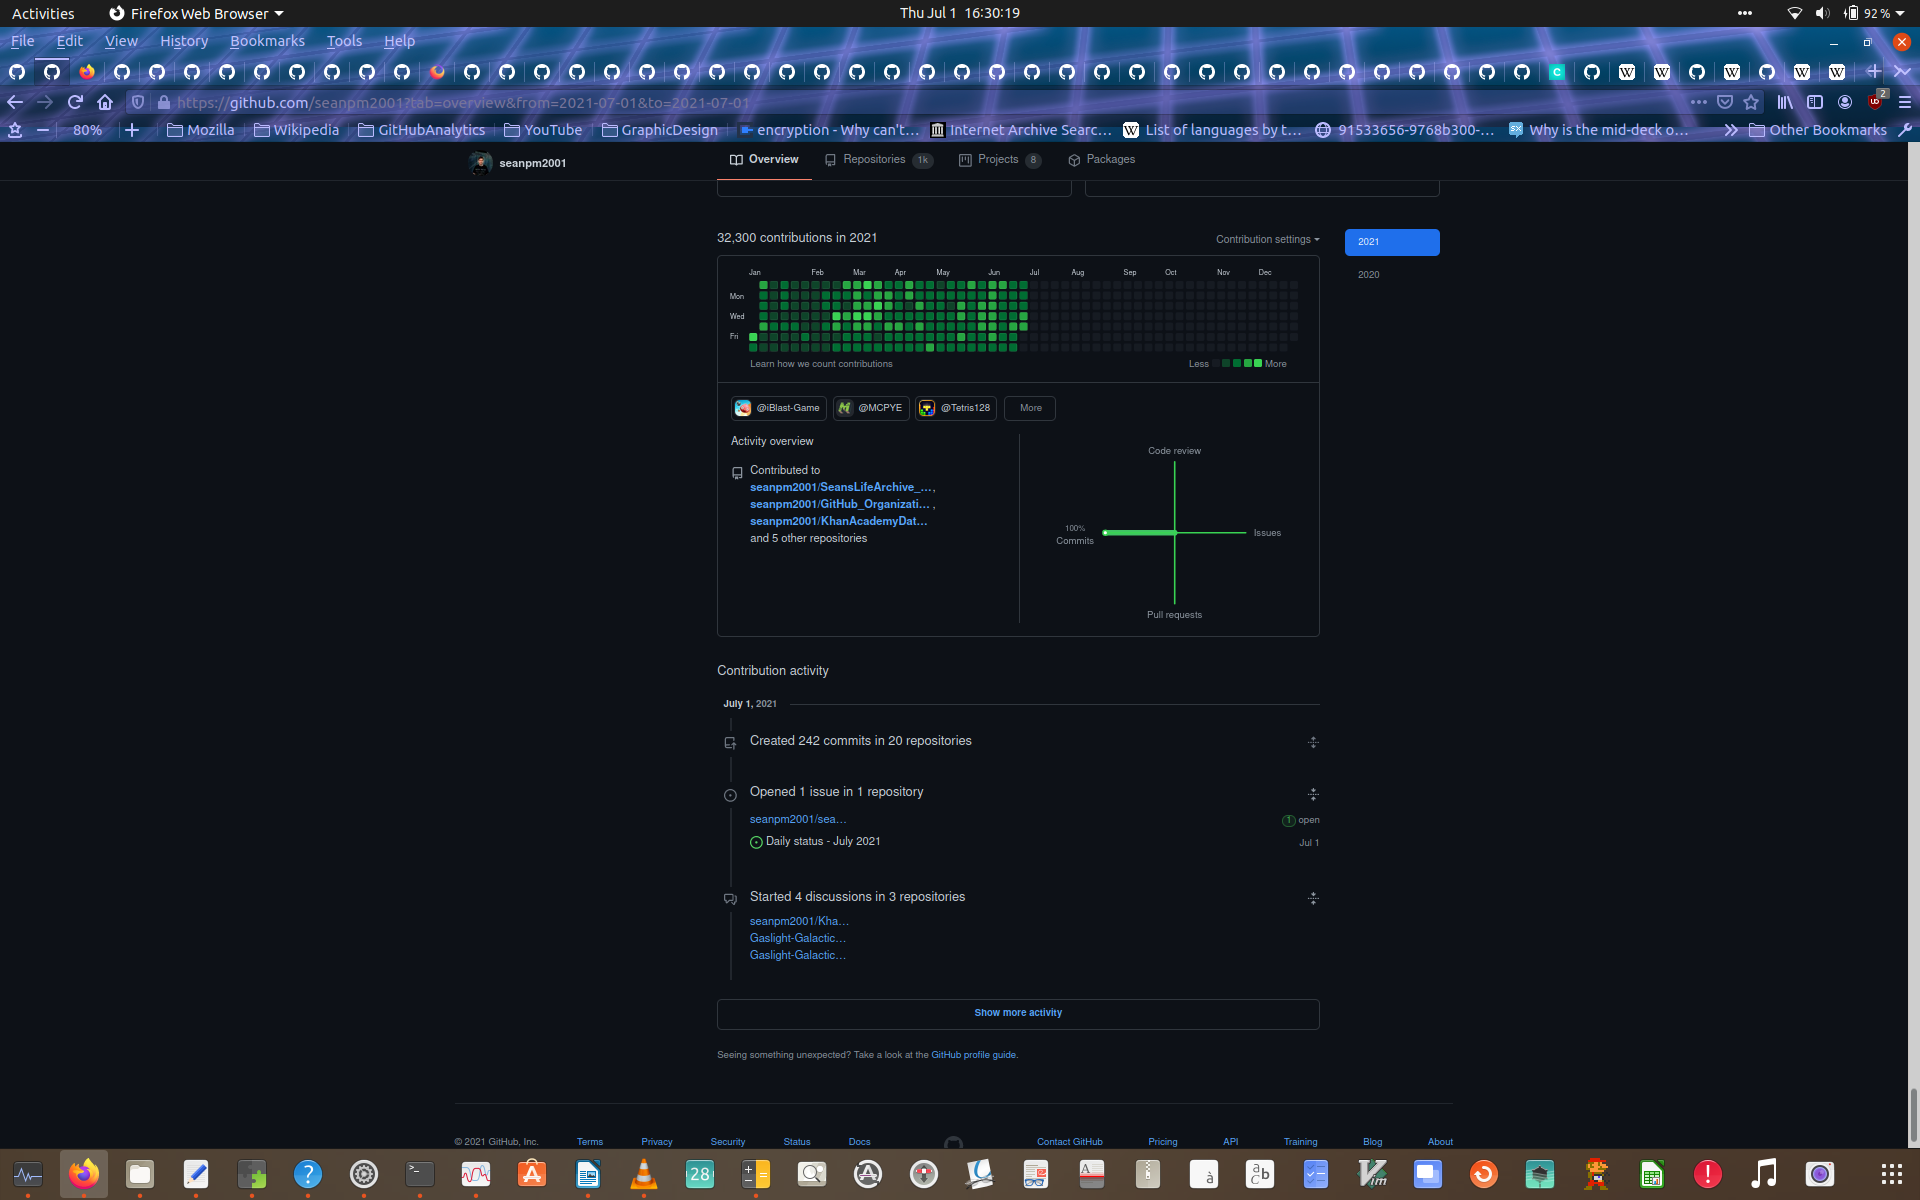 Activities Firefox Web Browser Thu Jul 1 16:30:19 92 %
File Edit View History Bookmarks Tools Help
https://github.com/seanpm2001?tab=overview&from=2021-07-01&to=2021-07-01 2
80% Mozilla Wikipedia GitHubAnalytics YouTube GraphicDesign encryption - Why can't… Internet Archive Searc… List of languages by t… 91533656-9768b300-… Why is the mid-deck o… Other Bookmarks
seanpm2001 Overview Repositories 1k Projects 8 Packages
32,300 contributions in 2021 Contribution settings 2021
2020
Jan Feb Mar Apr May Jun Jul Aug Sep Oct Nov Dec
Mon
Wed
Fri
Learn how we count contributions Less More
@iBlast-Game @MCPYE @Tetris128 More
Activity overview
Contributed to
seanpm2001/SeansLifeArchive_…,
seanpm2001/GitHub_Organizati… ,
seanpm2001/KhanAcademyDat…
and 5 other repositories
Code review
100%
Commits
Issues
Pull requests
Contribution activity
July 1, 2021
Created 242 commits in 20 repositories
Opened 1 issue in 1 repository
seanpm2001/sea… 1 open
Daily status - July 2021 Jul 1
Started 4 discussions in 3 repositories
seanpm2001/Kha…
Gaslight-Galactic…
Gaslight-Galactic…
Show more activity
Seeing something unexpected? Take a look at the GitHub profile guide.
© 2021 GitHub, Inc. Terms Privacy Security Status Docs Contact GitHub Pricing API Training Blog About
28